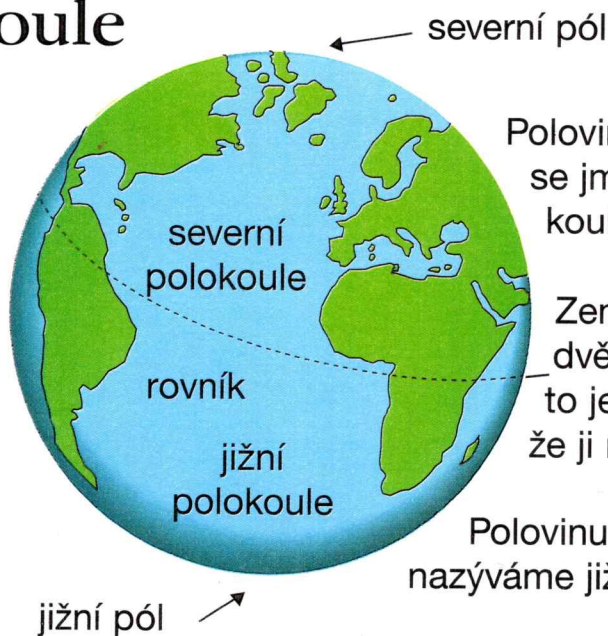 oule
severní pól
severní
polokoule
rovník
jižní
polokoule
jižní pól
Polovin
se jm
kou
Zem
dvě
to je
že ji
Polovinu
nazýváme již